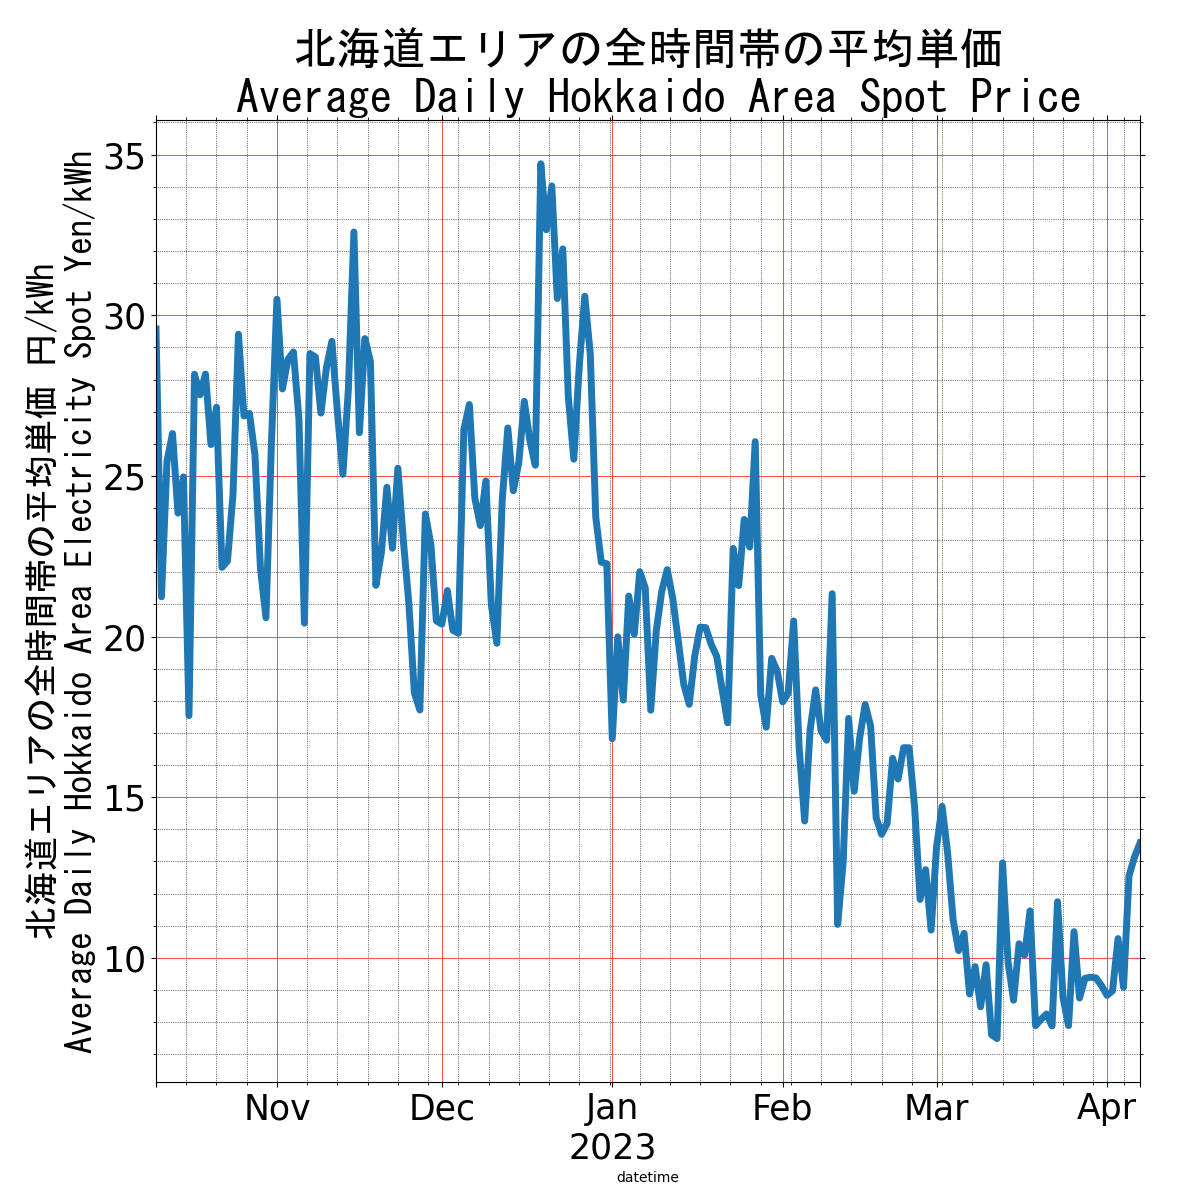 北海道エリアの全時間帯の平均単価
Average Daily Hokkaido Area Spot Price
北海道エリアの全時間帯の平均単価 円/kWh
Average Daily Hokkaido Area Electricity Spot Yen/kWh
35
30
25
20
15
10
Nov Dec Jan Feb Mar Apr
2023
datetime